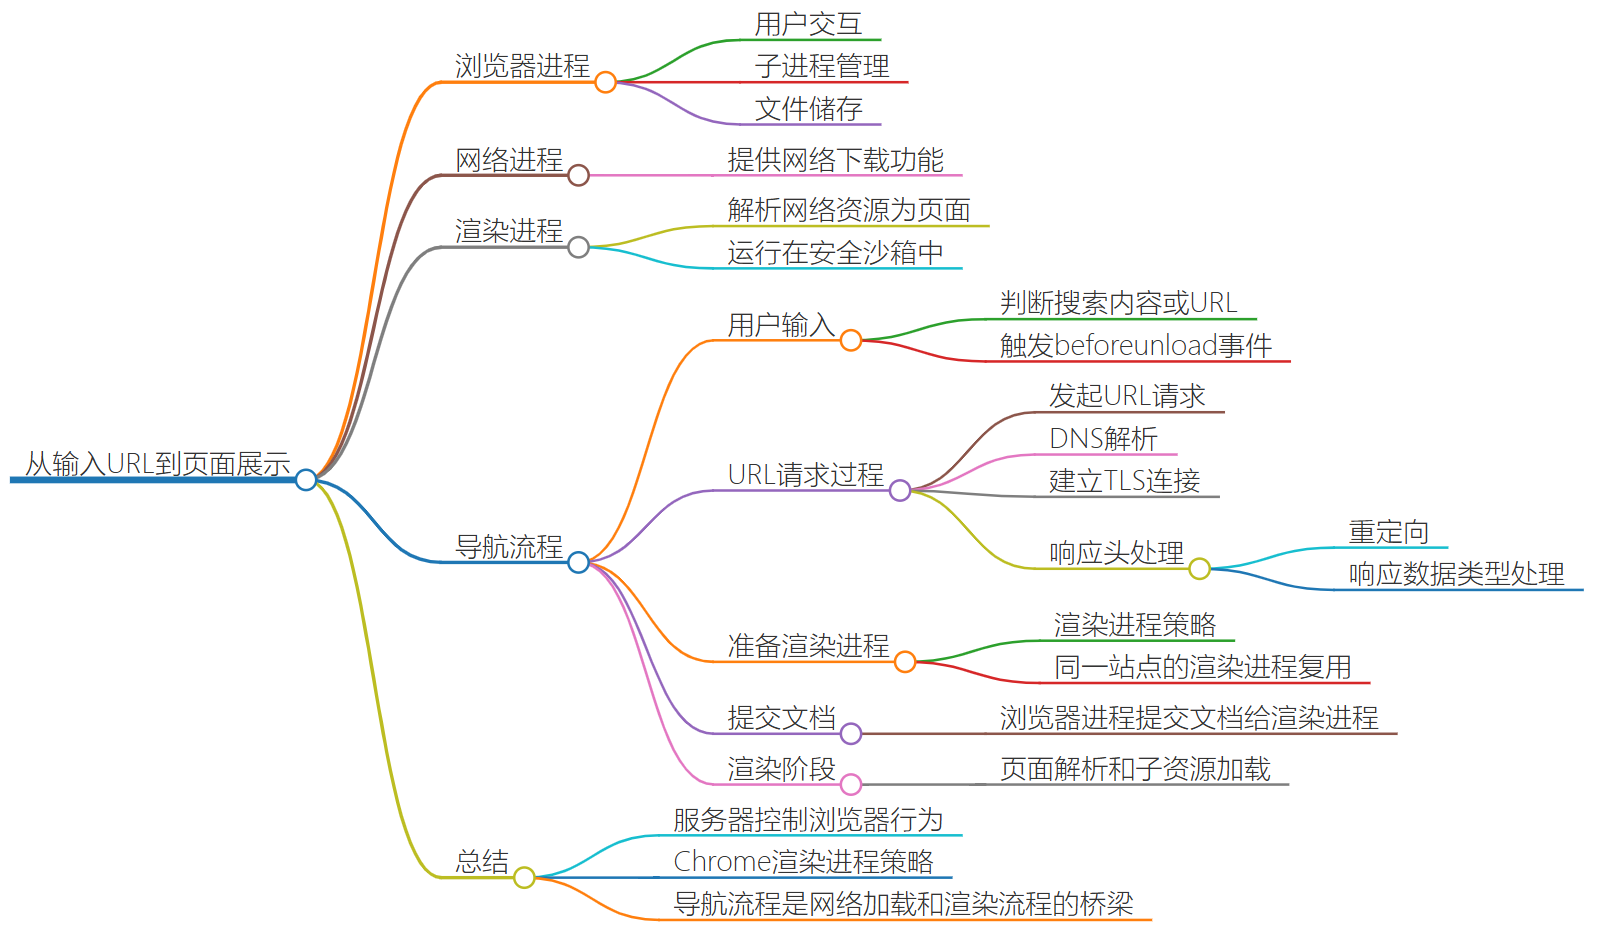 从输入URL到页面展示
浏览器进程
用户交互
子进程管理
文件储存
网络进程
提供网络下载功能
渲染进程
解析网络资源为页面
运行在安全沙箱中
导航流程
用户输入
判断搜索内容或URL
触发beforeunload事件
URL请求过程
发起URL请求
DNS解析
建立TLS连接
响应头处理
重定向
响应数据类型处理
准备渲染进程
渲染进程策略
同一站点的渲染进程复用
提交文档
浏览器进程提交文档给渲染进程
渲染阶段
页面解析和子资源加载
总结
服务器控制浏览器行为
Chrome渲染进程策略
导航流程是网络加载和渲染流程的桥梁